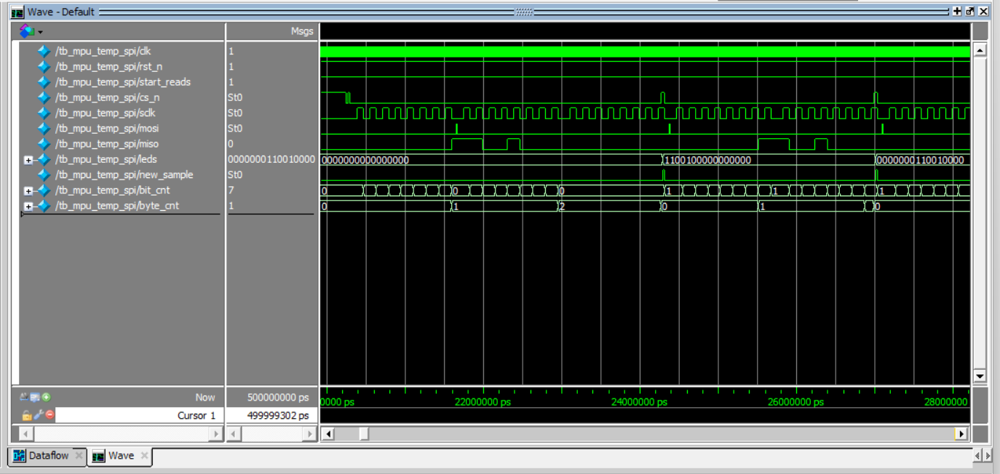 Wave - Default
Msgs
/tb_mpu_temp_spi/clk 1
/tb_mpu_temp_spi/rst_n 1
/tb_mpu_temp_spi/start_reads 1
/tb_mpu_temp_spi/cs_n St0
/tb_mpu_temp_spi/sclk St0
/tb_mpu_temp_spi/mosi St0
/tb_mpu_temp_spi/miso 0
/tb_mpu_temp_spi/leds 0000000110010000 0000000000000000 1100100000000000 0000000110010000
/tb_mpu_temp_spi/new_sample St0
/tb_mpu_temp_spi/bit_cnt 7 0 0 0 1 1 1
/tb_mpu_temp_spi/byte_cnt 1 0 1 2 0 1 0
Now 500000000 ps 0000 ps 22000000 ps 24000000 ps 26000000 ps 28000000
Cursor 1 499999302 ps
Dataflow Wave